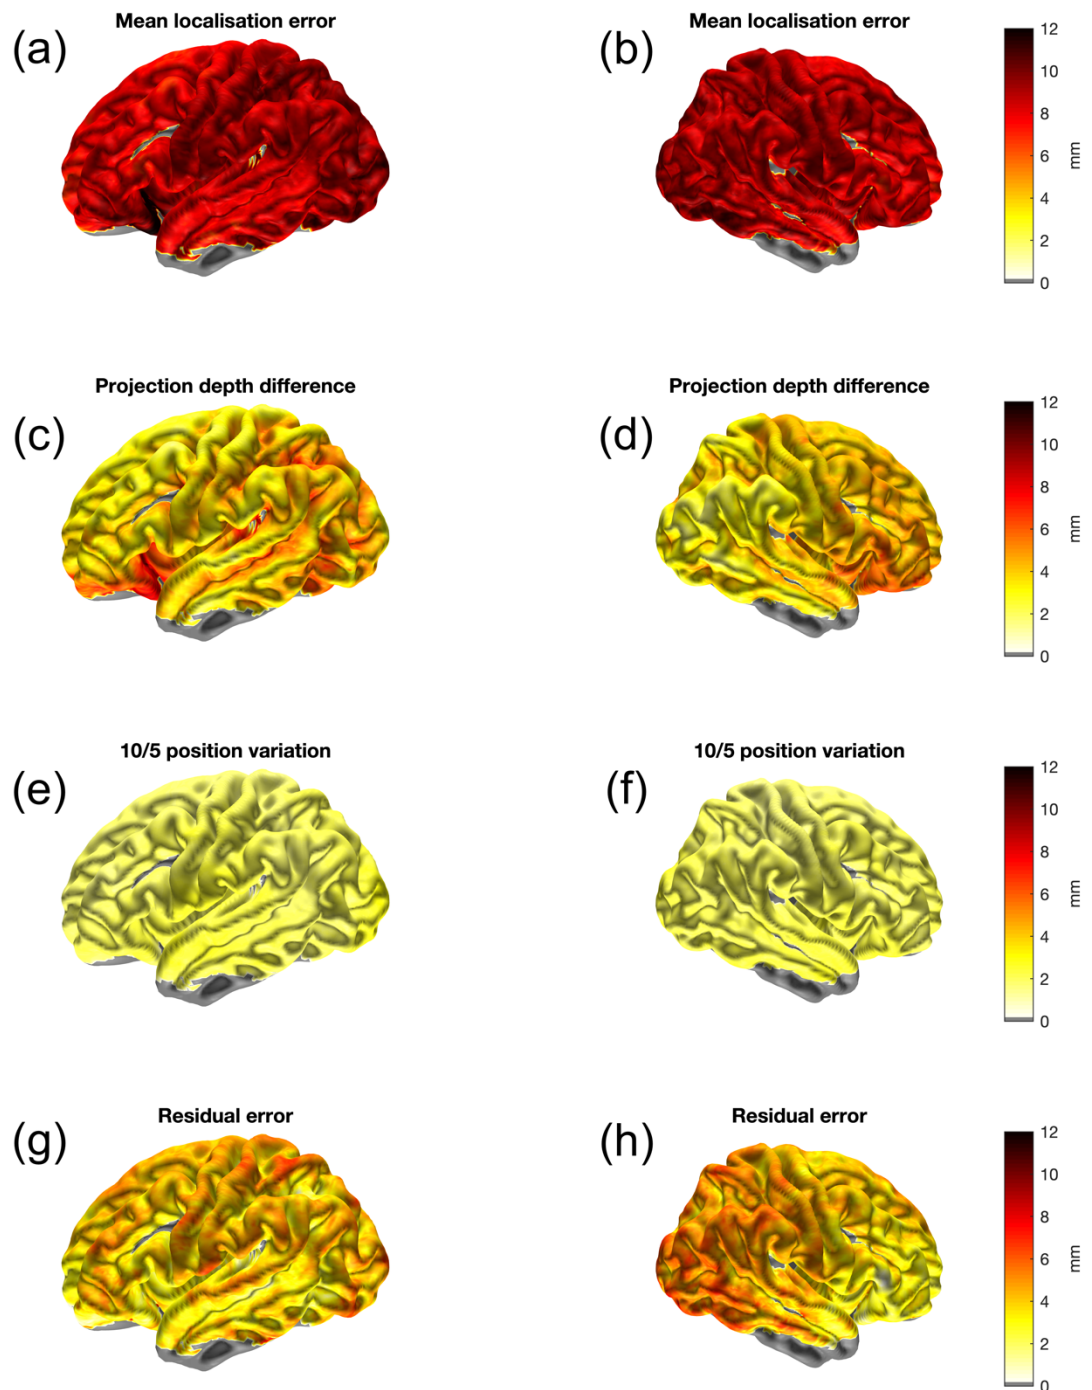 Mean localisation error
(a)
Mean localisation error
(b)
12
10
8
6
4
2
0
mm
Projection depth difference
(c)
Projection depth difference
(d)
12
10
8
6
4
2
0
mm
10/5 position variation
(e)
10/5 position variation
(f)
12
10
8
6
4
2
0
mm
Residual error
(g)
Residual error
(h)
12
10
8
6
4
2
0
mm